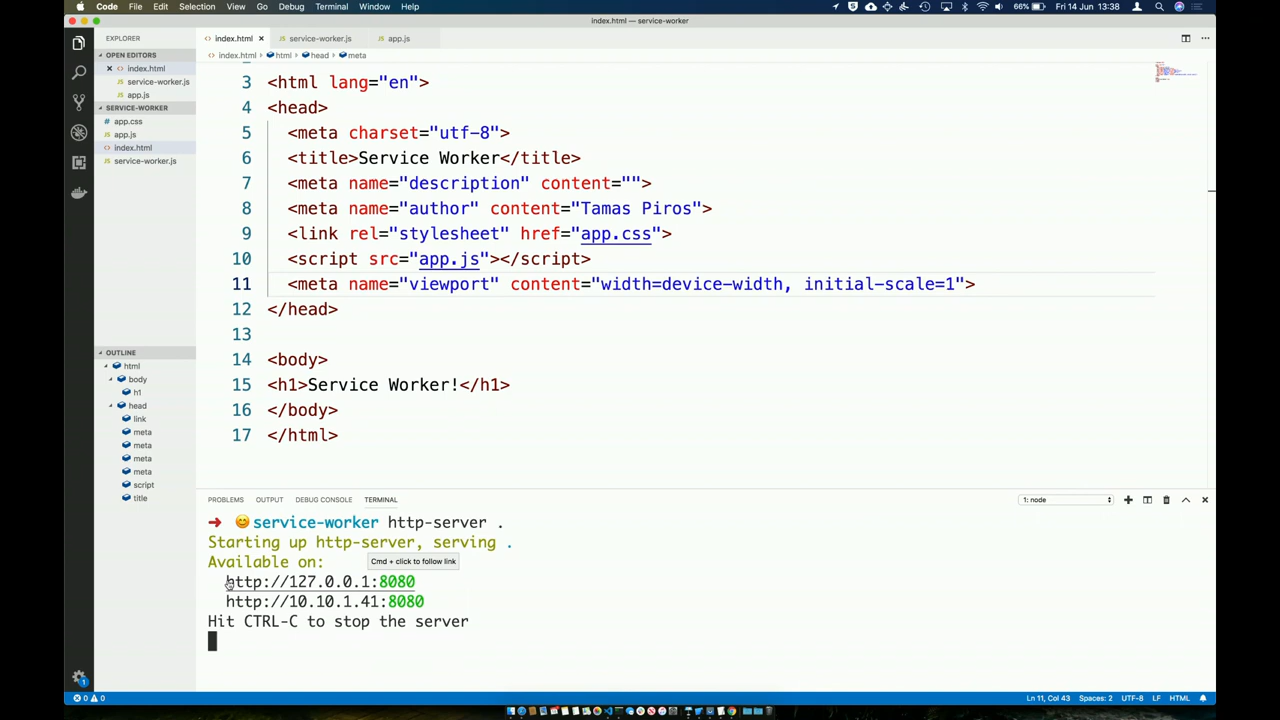 Code File Edit Selection View Go Debug Terminal Window Help
66% Fri 14 June 13:38
index.html — service-worker
EXPLORER
OPEN EDITORS
index.html
service-worker.js
app.js
SERVICE-WORKER
app.css
app.js
index.html
service-worker.js
OUTLINE
html
body
h1
head
link
meta
meta
meta
meta
script
title
index.html service-worker.js app.js
index.html html head meta
3 <html lang="en">
4 <head>
5 <meta charset="utf-8">
6 <title>Service Worker</title>
7 <meta name="description" content="">
8 <meta name="author" content="Tamas Piros">
9 <link rel="stylesheet" href="app.css">
10 <script src="app.js"></script>
11 <meta name="viewport" content="width=device-width, initial-scale=1">
12 </head>
13
14 <body>
15 <h1>Service Worker!</h1>
16 </body>
17 </html>
PROBLEMS OUTPUT DEBUG CONSOLE TERMINAL 1: node
service-worker http-server .
Starting up http-server, serving .
Available on:
Cmd + click to follow link
http://127.0.0.1:8080
http://10.10.1.41:8080
Hit CTRL-C to stop the server
1
0 0 Ln 11, Col 43 Spaces: 2 UTF-8 LF HTML